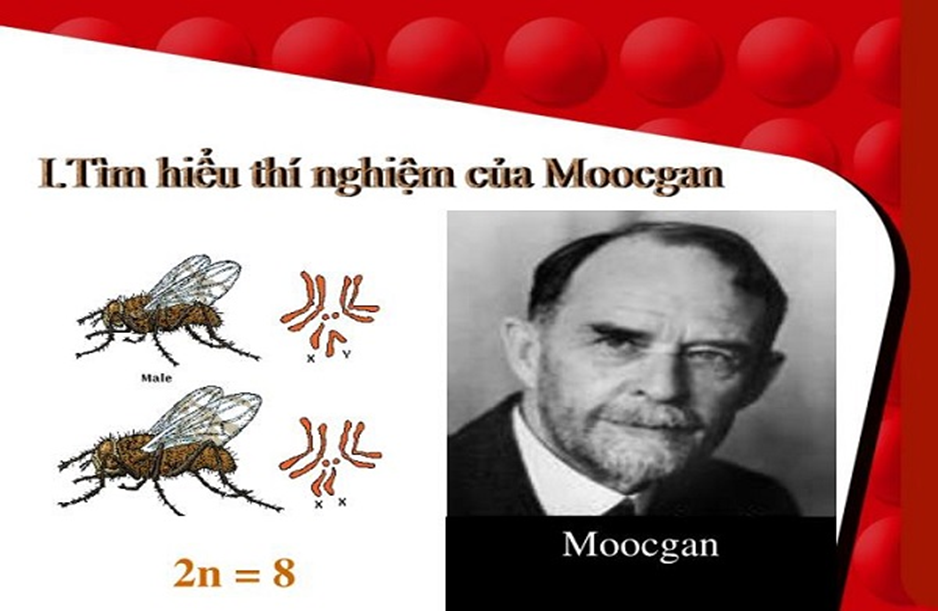 I.Tìm hiểu thí nghiệm của Moocgan
X Y
Male
X X
2n = 8
Moocgan